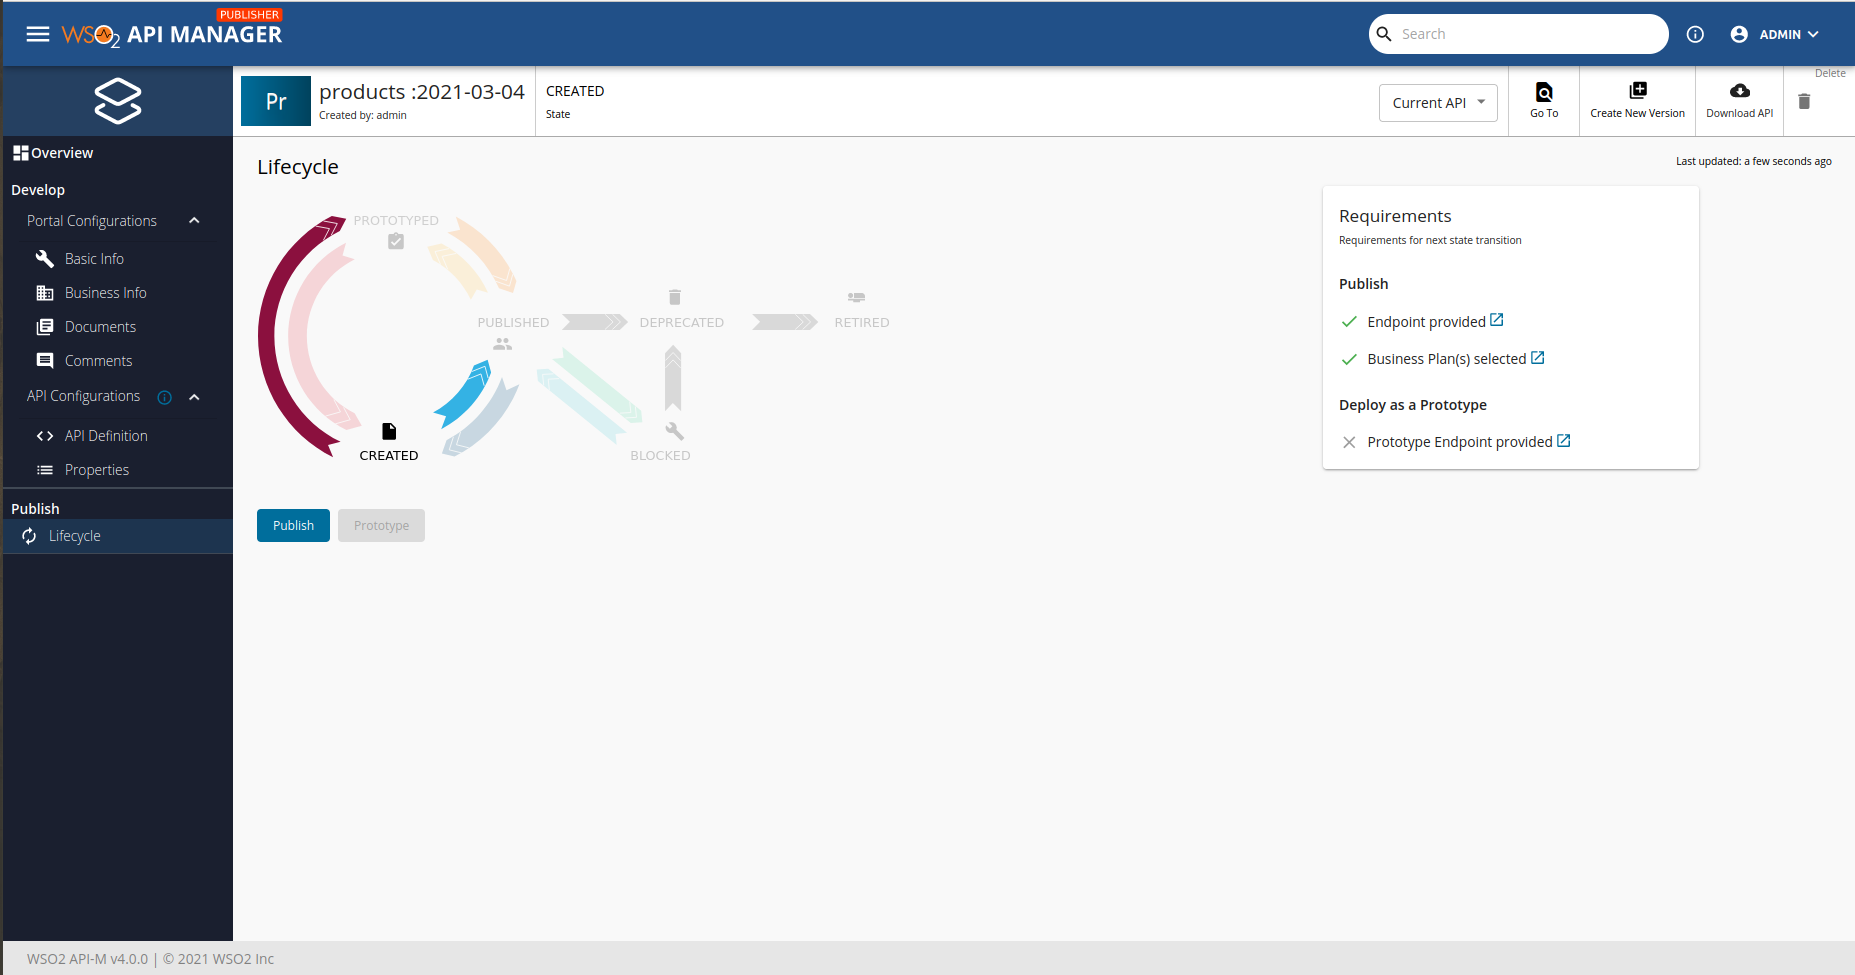 PUBLISHER
WSO2 API MANAGER
Search
ADMIN
Pr
products :2021-03-04
Created by: admin
CREATED
State
Current API
Go To
Create New Version
Download API
Delete
Overview
Develop
Portal Configurations
Basic Info
Business Info
Documents
Comments
API Configurations
API Definition
Properties
Publish
Lifecycle
Lifecycle
Last updated: a few seconds ago
PROTOTYPED
PUBLISHED
DEPRECATED
RETIRED
CREATED
BLOCKED
Publish
Prototype
Requirements
Requirements for next state transition
Publish
Endpoint provided
Business Plan(s) selected
Deploy as a Prototype
Prototype Endpoint provided
WSO2 API-M v4.0.0 | © 2021 WSO2 Inc